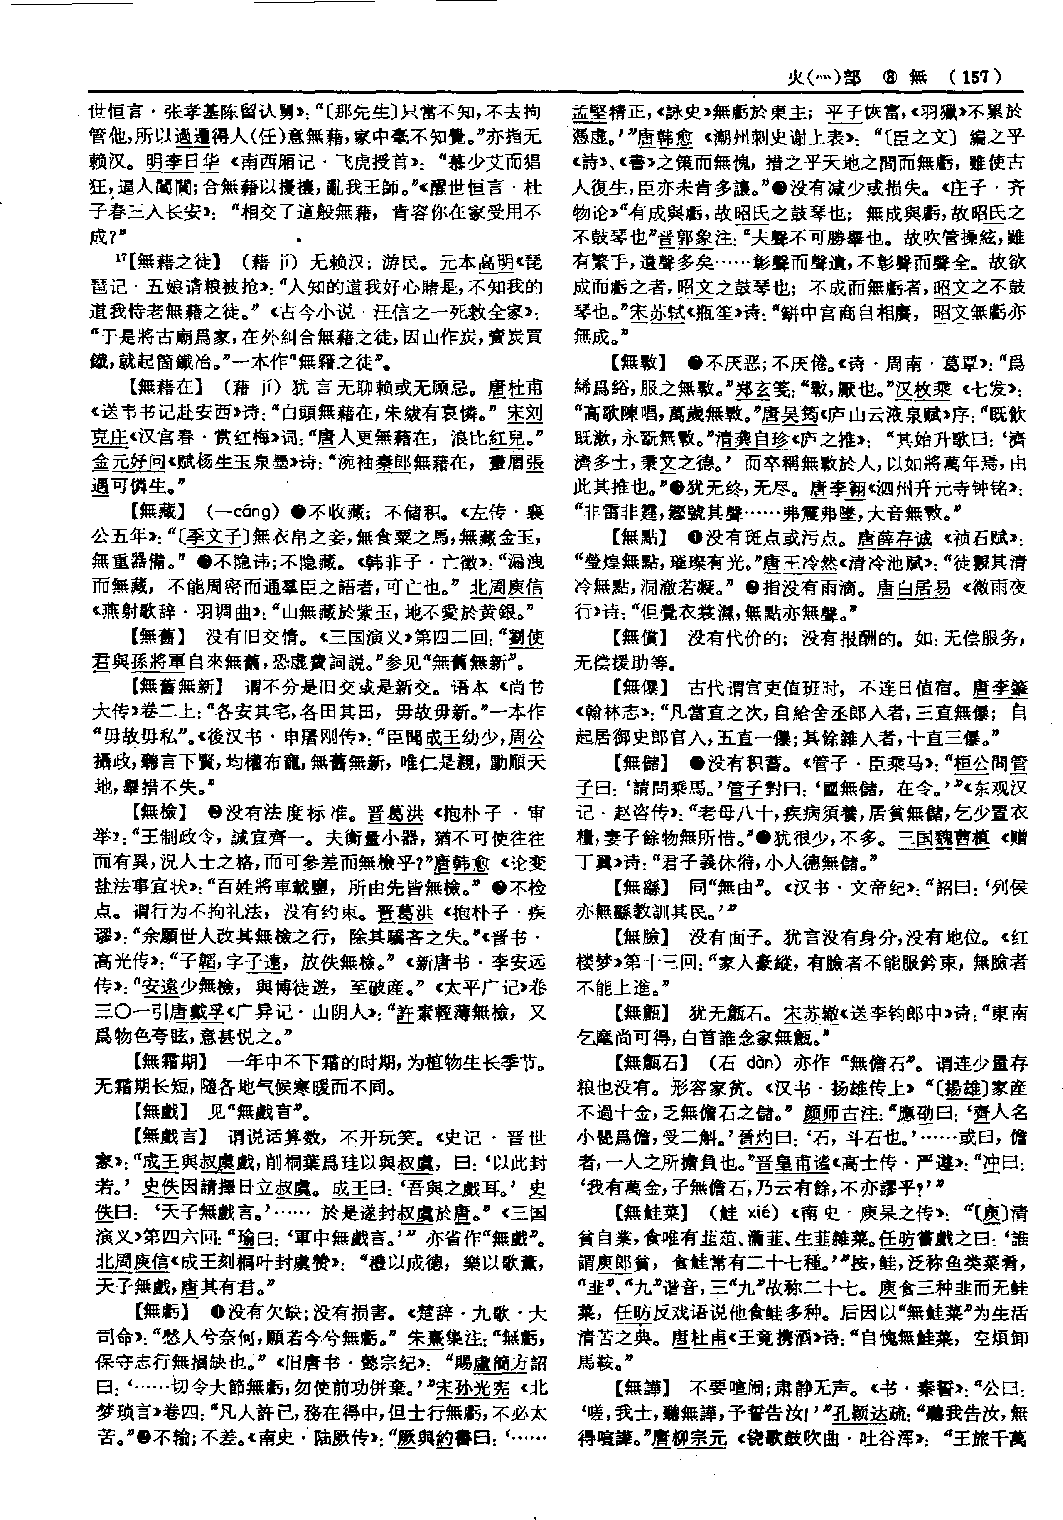 火(灬)部 ⑧ 無 (157)
世恒言·张孝基陈留认舅》:“〔那先生〕只當不知,不去拘
管他,所以過遷得人(任)意無藉,家中毫不知覺。”亦指无
赖汉。明李日华《南西厢记·飞虎授首》:“慕少艾而猖
狂,逼人閨閫;合無藉以擾攘,亂我王師。”《醒世恒言·杜
子春三入长安》:“相交了這般無藉,肯容你在家受用不
成?”
17【無藉之徒】(藉 jí) 无赖汉;游民。元本高明《琵
琶记·五娘请粮被抢》:“人知的道我好心睹是,不知我的
道我恃老無藉之徒。”《古今小说·汪信之一死救全家》:
“于是將古廟爲家,在外糾合無藉之徒,因山作炭,賣炭買
鐵,就起箇鐵冶。”一本作“無籍之徒”。
【無藉在】(藉 jí) 犹言无聊赖或无顾忌。唐杜甫
《送韦书记赴安西》诗:“白頭無藉在,朱紱有哀憐。”宋刘
克庄《汉宫春·赏红梅》词:“唐人更無藉在,浪比紅兒。”
金元好问《赋杨生玉泉墨》诗:“浣袖秦郎無藉在,畫眉張
遇可憐生。”
【無藏】(—cáng) ❶不收藏;不储积。《左传·襄
公五年》:“〔季文子〕無衣帛之妾,無食粟之馬,無藏金玉,
無重器備。”❷不隐讳;不隐藏。《韩非子·亡徵》:“漏洩
而無藏,不能周密而通羣臣之語者,可亡也。”北周庾信
《燕射歌辞·羽调曲》:“山無藏於紫玉,地不愛於黄銀。”
【無舊】 没有旧交情。《三国演义》第四二回:“劉使
君與孫將軍自來無舊,恐虚費詞説。”参见“無舊無新”。
【無舊無新】 谓不分是旧交或是新交。语本《尚书
大传》卷二上:“各安其宅,各田其田,毋故毋新。”一本作
“毋故毋私”。《後汉书·申屠刚传》:“臣聞成王幼少,周公
攝政,聽言下賢,均權布寵,無舊無新,唯仁是親,動順天
地,舉措不失。”
【無檢】 ❶没有法度标准。晋葛洪《抱朴子·审
举》:“王制政令,誠宜齊一。夫衡量小器,猶不可使往往
而有異,況人士之格,而可參差而無檢乎?”唐韩愈《论变
盐法事宜状》:“百姓將車載鹽,所由先皆無檢。”❷不检
点。谓行为不拘礼法,没有约束。晋葛洪《抱朴子·疾
谬》:“余願世人改其無檢之行,除其驕吝之失。”《晋书·
高光传》:“子韜,字子遠,放佚無檢。”《新唐书·李安远
传》:“安遠少無檢,與博徒遊,至破産。”《太平广记》卷
三〇一引唐戴孚《广异记·山阴人》:“許素輕薄無檢,又
爲物色夸眩,意甚悦之。”
【無霜期】 一年中不下霜的时期,为植物生长季节。
无霜期长短,随各地气候寒暖而不同。
【無戲】 见“無戲言”。
【無戲言】 谓说话算数,不开玩笑。《史记·晋世
家》:“成王與叔虞戲,削桐葉爲珪以與叔虞,曰:‘以此封
若。’史佚因請擇日立叔虞。成王曰:‘吾與之戲耳。’史
佚曰:‘天子無戲言。’……於是遂封叔虞於唐。”《三国
演义》第四六回:“瑜曰:‘軍中無戲言。’”亦省作“無戲”。
北周庾信《成王刻桐叶封虞赞》:“禮以成德,樂以歌薰,
天子無戲,唐其有君。”
【無虧】 ❶没有欠缺;没有损害。《楚辞·九歌·大
司命》:“愁人兮奈何,願若今兮無虧。”朱熹集注:“無虧,
保守志行無損缺也。”《旧唐书·懿宗纪》:“賜盧簡方詔
曰:‘……切令大節無虧,勿使前功併棄。’”宋孙光宪《北
梦琐言》卷四:“凡人許己,務在得中,但士行無虧,不必太
苦。”❷不输;不差。《南史·陆厥传》:“厥與約書曰:‘……
孟堅精正,《詠史》無虧於東主;平子恢富,《羽獵》不累於
憑虚。’”唐韩愈《潮州刺史谢上表》:“〔臣之文〕編之乎
《詩》、《書》之策而無愧,措之乎天地之間而無虧,雖使古
人復生,臣亦未肯多讓。”❸没有减少或损失。《庄子·齐
物论》“有成與虧,故昭氏之鼓琴也;無成與虧,故昭氏之
不鼓琴也”晋郭象注:“夫聲不可勝舉也。故吹管操絃,雖
有繁手,遺聲多矣……彰聲而聲遺,不彰聲而聲全。故欲
成而虧之者,昭文之鼓琴也;不成而無虧者,昭文之不鼓
琴也。”宋苏轼《瓶笙》诗:“缾中宫商自相賡,昭文無虧亦
無成。”
【無斁】 ❶不厌恶;不厌倦。《诗·周南·葛覃》:“爲
絺爲綌,服之無斁。”郑玄笺:“斁,厭也。”汉枚乘《七发》:
“高歌陳唱,萬歲無斁。”唐吴筠《庐山云液泉赋》序:“既飲
既漱,永翫無斁。”清龚自珍《庐之推》:“其始升歌曰:‘濟
濟多士,秉文之德。’而卒稱無斁於人,以如將萬年焉,由
此其推也。”❷犹无终,无尽。唐李翱《泗州开元寺钟铭》:
“非雷非霆,鏗號其聲……弗震弗墜,大音無斁。”
【無點】 ❶没有斑点或污点。唐薛存诚《祯石赋》:
“瑩煌無點,璀璨有光。”唐王冷然《清冷池赋》:“徒觀其清
冷無點,洞澈若凝。”❷指没有雨滴。唐白居易《微雨夜
行》诗:“但覺衣裳濕,無點亦無聲。”
【無償】 没有代价的;没有报酬的。如:无偿服务;
无偿援助等。
【無儤】 古代谓官吏值班时,不连日值宿。唐李肇
《翰林志》:“凡當直之次,自給舍丞郎入者,三直無儤;自
起居御史郎官入,五直一儤;其餘雜入者,十直三儤。”
【無儲】 ❶没有积蓄。《管子·臣乘马》:“桓公問管
子曰:‘請問乘馬。’管子對曰:‘國無儲,在令。’”《东观汉
记·赵咨传》:“老母八十,疾病須養,居貧無儲,乞少置衣
糧,妻子餘物無所惜。”❷犹很少,不多。三国魏曹植《赠
丁翼》诗:“君子義休偫,小人德無儲。”
【無繇】 同“無由”。《汉书·文帝纪》:“詔曰:‘列侯
亦無繇教訓其民。’”
【無臉】 没有面子。犹言没有身分,没有地位。《红
楼梦》第十三回:“家人豪縱,有臉者不能服鈐束,無臉者
不能上進。”
【無甔】 犹无甔石。宋苏辙《送李钧郎中》诗:“東南
乞麾尚可得,白首誰念家無甔。”
【無甔石】(石 dàn) 亦作“無儋石”。谓连少量存
粮也没有。形容家贫。《汉书·扬雄传上》“〔揚雄〕家産
不過十金,乏無儋石之儲。”颜师古注:“應劭曰:‘齊人名
小甖爲儋,受二斛。’晉灼曰:‘石,斗石也。’……或曰,儋
者,一人之所擔負也。”晋皇甫谧《高士传·严遵》:“冲曰:
‘我有萬金,子無儋石,乃云有餘,不亦謬乎?’”
【無鮭菜】(鮭 xié)《南史·庾杲之传》:“〔庾〕清
貧自業,食唯有韮葅、㵸韮、生韮雜菜。任昉嘗戲之曰:‘誰
謂庾郎貧,食鮭常有二十七種。’”按,鮭,泛称鱼类菜肴,
“韮”、“九”谐音,三“九”故称二十七。庾食三种韭而无鲑
菜,任昉反戏语说他食鮭多种。后因以“無鮭菜”为生活
清苦之典。唐杜甫《王竟携酒》诗:“自愧無鮭菜,空煩卸
馬鞍。”
【無譁】 不要喧闹;肃静无声。《书·秦誓》:“公曰:
‘嗟,我士,聽無譁,予誓告汝!’”孔颖达疏:“聽我告汝,無
得喧譁。”唐柳宗元《铙歌鼓吹曲·吐谷浑》:“王旅千萬